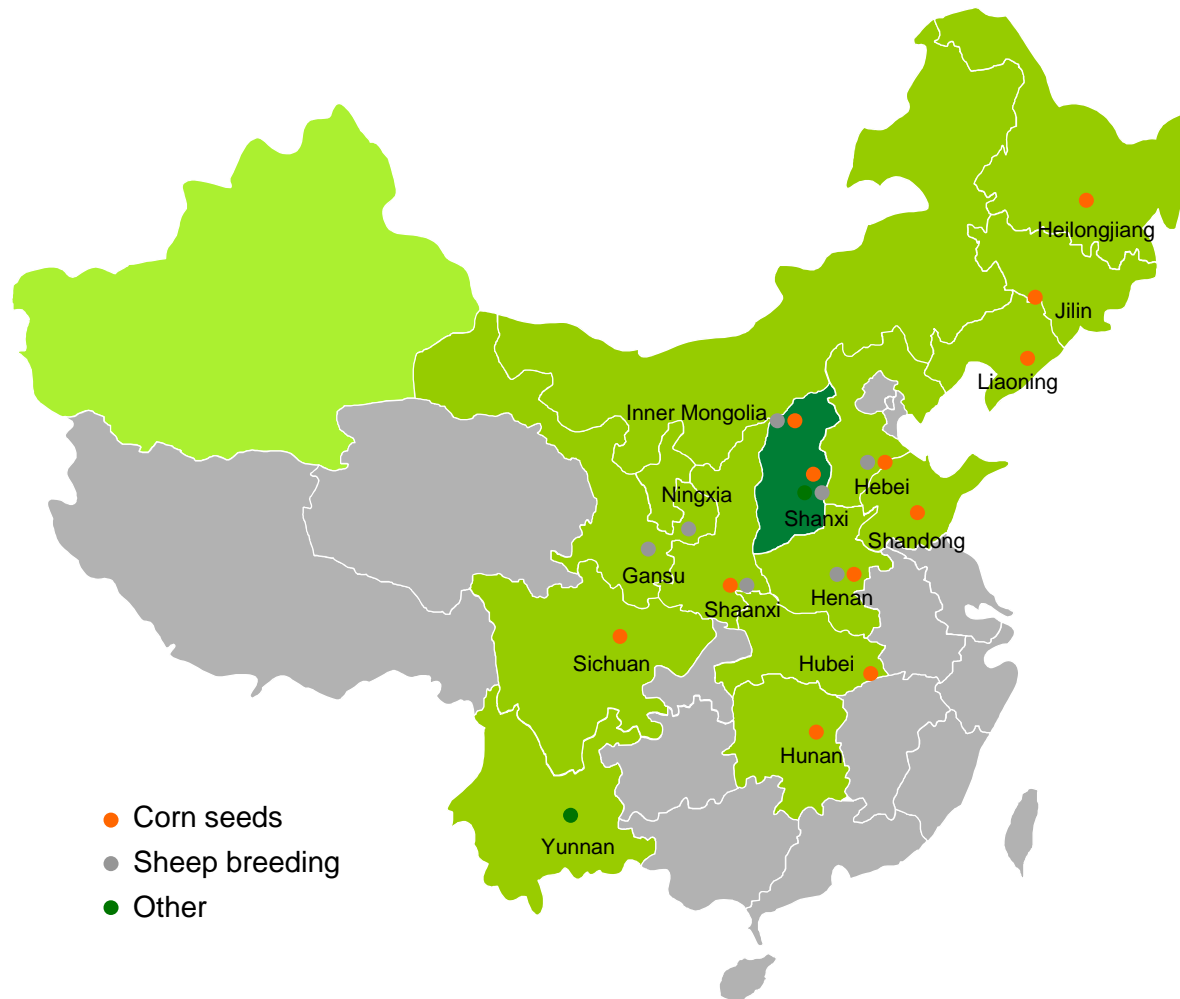 Heilongjiang
Jilin
Liaoning
Inner Mongolia
Hebei
Ningxia
Shanxi
Shandong
Gansu
Shaanxi
Henan
Sichuan
Hubei
Hunan
Yunnan
Corn seeds
Sheep breeding
Other